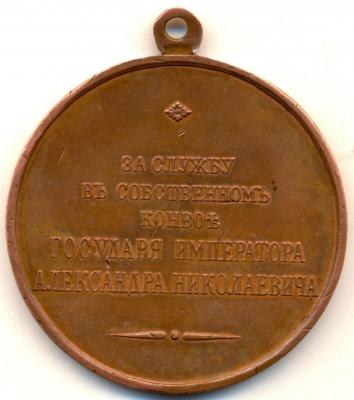 ЗА СЛУЖБУ
ВЪ СОБСТВЕННОМЪ
КОНВОѢ
ГОСУДАРЯ ИМПЕРАТОРА
АЛЕКСАНДРА НИКОЛАЕВИЧА